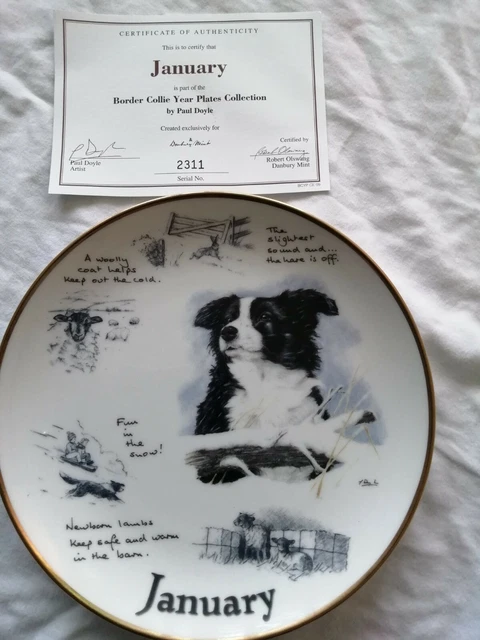 CERTIFICATE OF AUTHENTICITY
This is to certify that
January
is part of the
Border Collie Year Plates Collection
by Paul Doyle
Created exclusively for
Danbury Mint
2311
Serial No.
Paul Doyle
Artist
Certified by
Robert Olswang
Danbury Mint
A woolly
coat helps
keep out the cold.
The
slightest
sound and...
the hare is off.
Fun
in
the
snow!
Newborn lambs
keep safe and warm
in the barn.
January